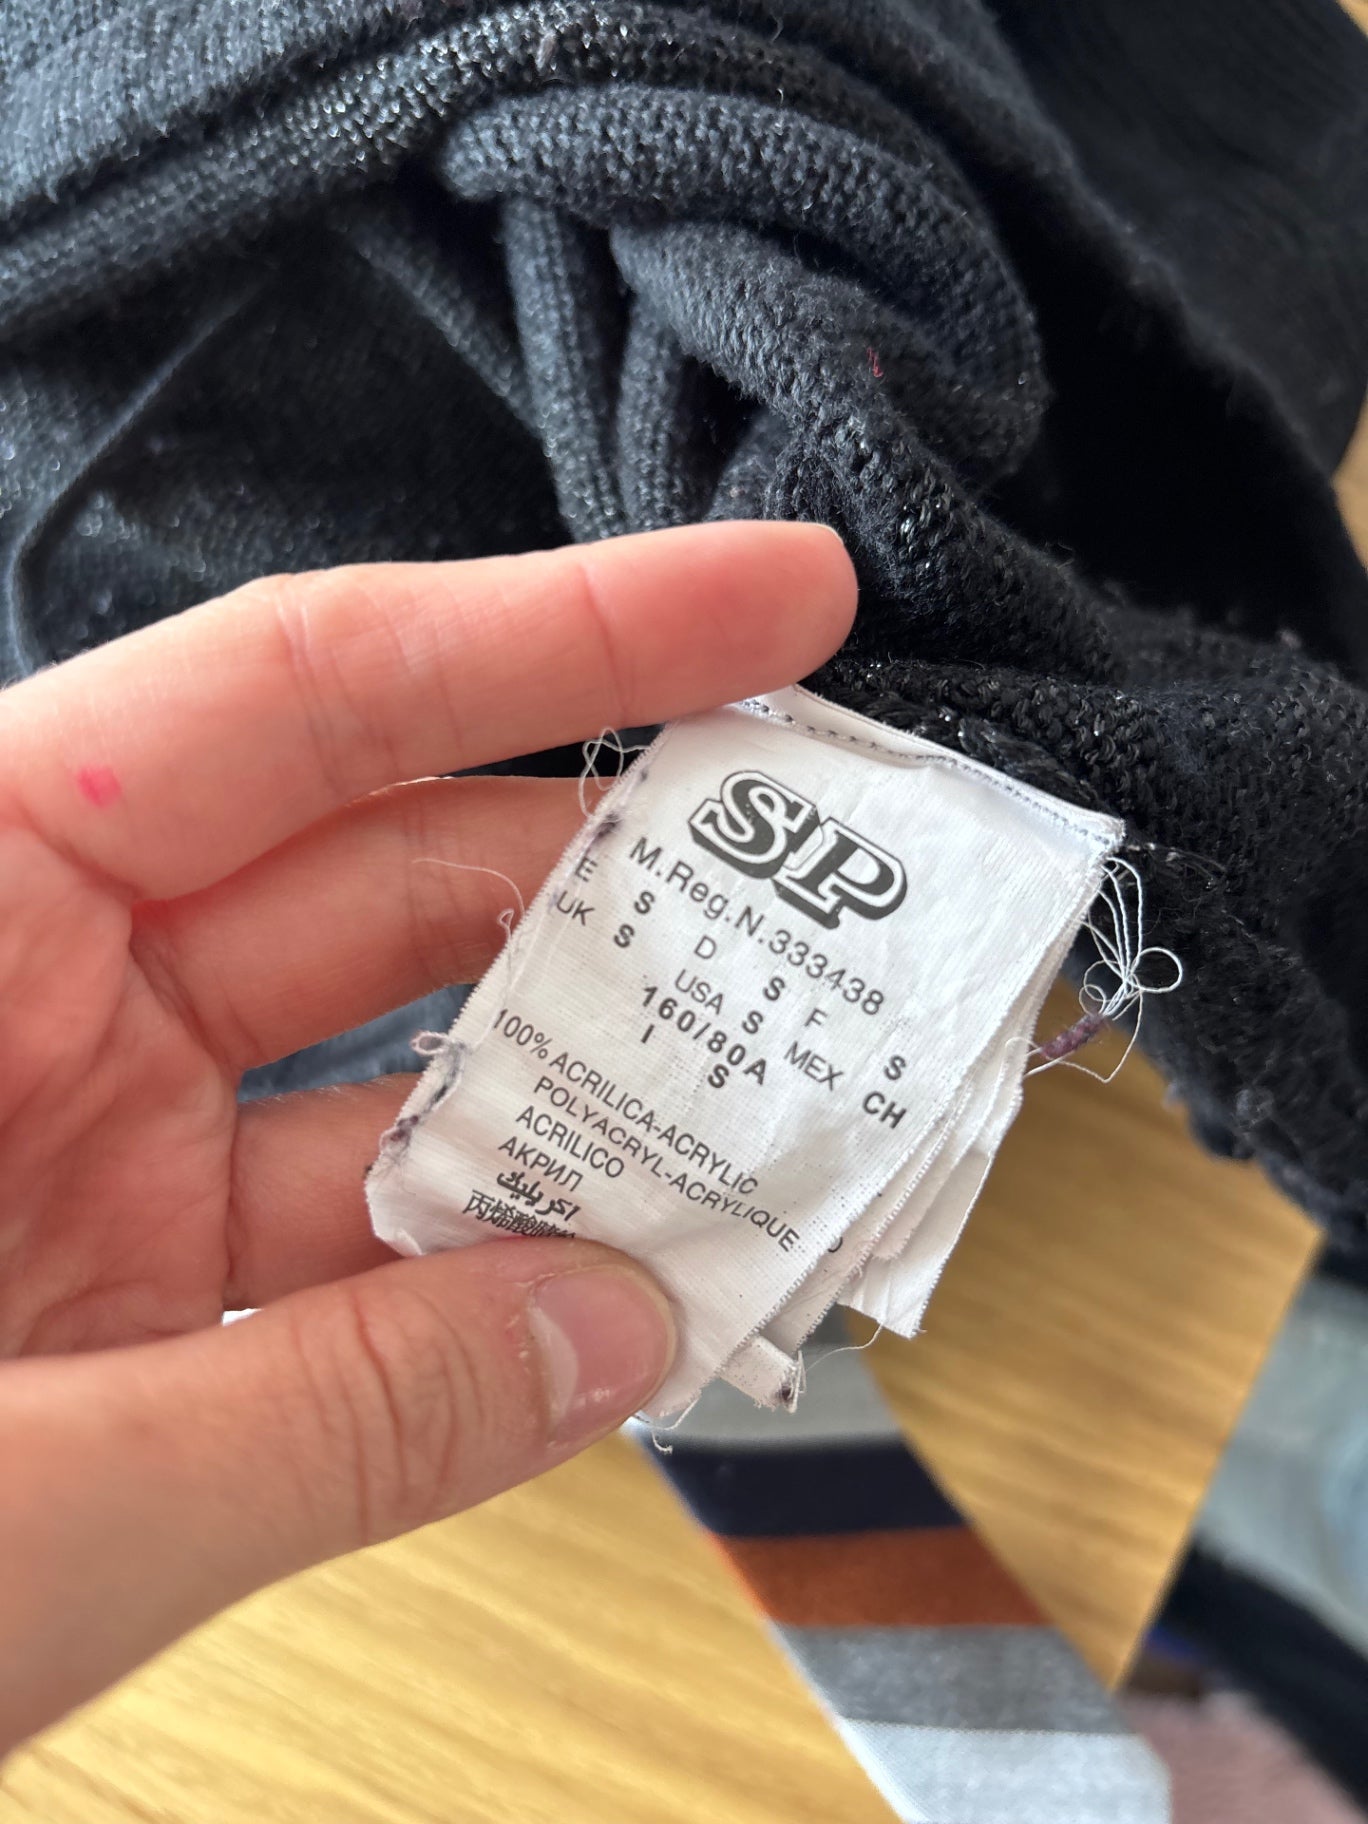 SP
M.Reg.N.333438
E S D S F S
UK S USA S MEX CH
160/80A
I S
100% ACRILICA-ACRYLIC
POLYACRYL-ACRYLIQUE
ACRILICO
АКРИЛ
اكريليك